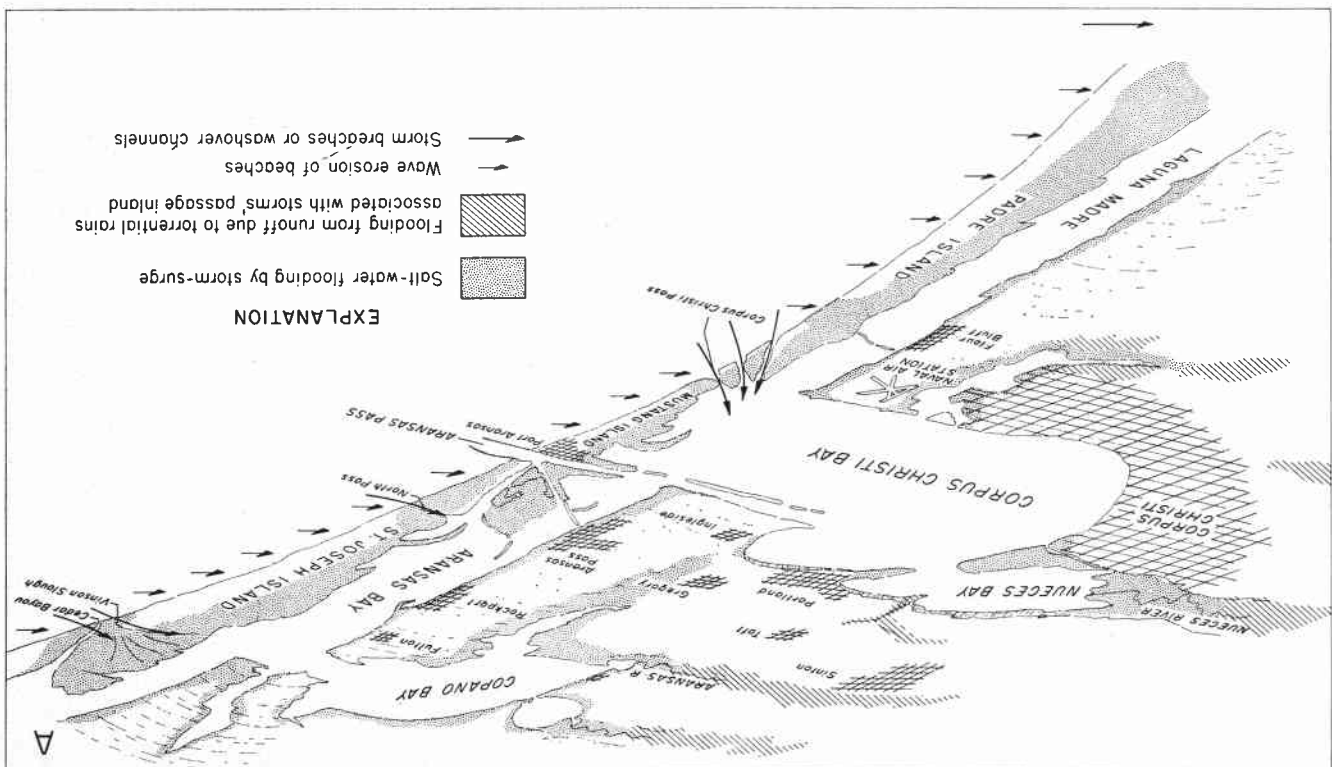 A
COPANO BAY
ARANSAS R.
Sinton
Taft
Fulton
Rockport
Gregory
Portland
NUECES RIVER
NUECES BAY
Cedar Bayou
Vinson Slough
ST. JOSEPH ISLAND
ARANSAS BAY
Aransas
Pass
Ingleside
CORPUS
CHRISTI
North Pass
ARANSAS PASS
Port Aransas
CORPUS CHRISTI BAY
MUSTANG ISLAND
NAVAL AIR
STATION
Flour
Bluff
Corpus Christi Pass
PADRE ISLAND
LAGUNA MADRE
EXPLANATION
Salt-water flooding by storm-surge
Flooding from runoff due to torrential rains
associated with storms' passage inland
Wave erosion of beaches
Storm breaches or washover channels